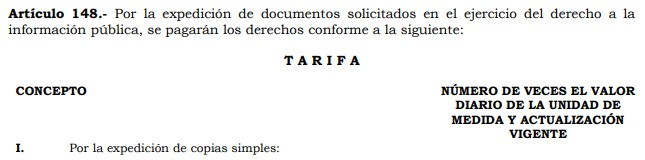 Artículo 148.- Por la expedición de documentos solicitados en el ejercicio del derecho a la
información pública, se pagarán los derechos conforme a la siguiente:
T A R I F A
CONCEPTO
NÚMERO DE VECES EL VALOR
DIARIO DE LA UNIDAD DE
MEDIDA Y ACTUALIZACIÓN
VIGENTE
I. Por la expedición de copias simples: